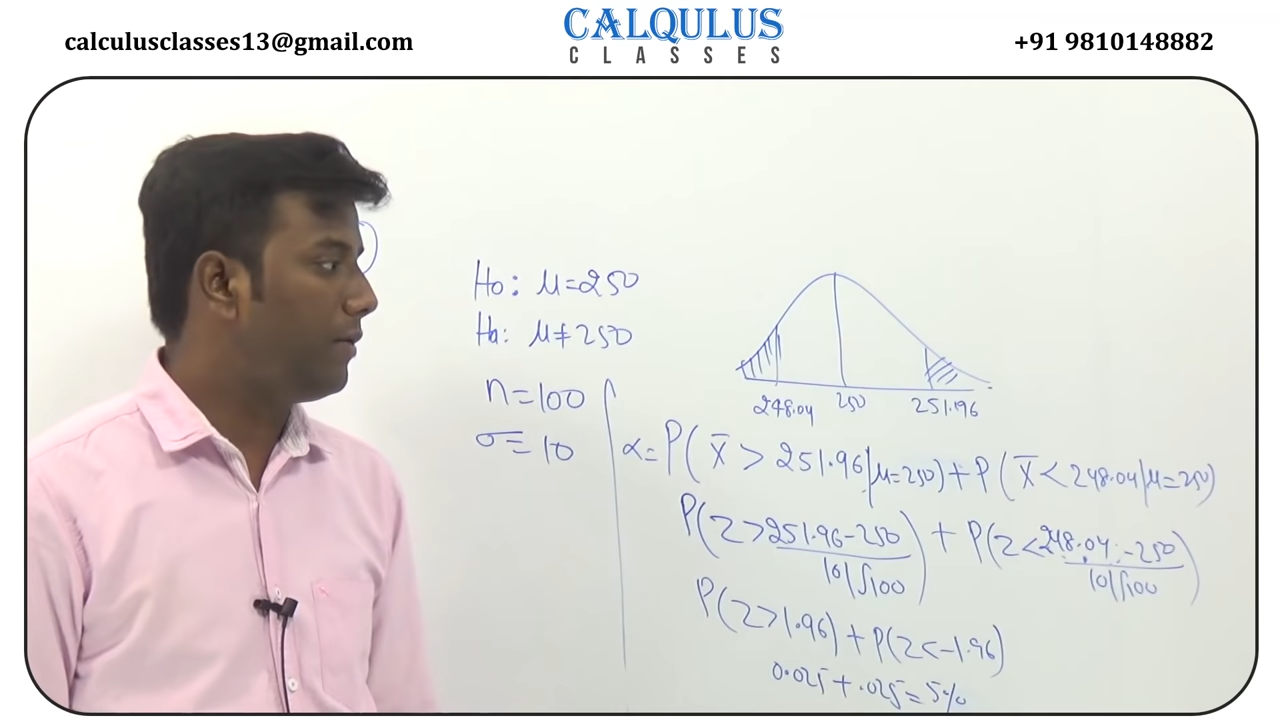 calculusclasses13@gmail.com
CALQULUS
CLASSES
+91 9810148882
H0: μ=250
Ha: μ≠250
n=100
σ=10
248.04 250 251.196
α=P(X̄ > 251.96|μ=250)+P(X̄ < 248.04|μ=250)
P(Z>251.96-250/10/√100) + P(Z<248.04-250/10/√100)
P(Z>1.96)+P(Z<-1.96)
0.025+.025=5%